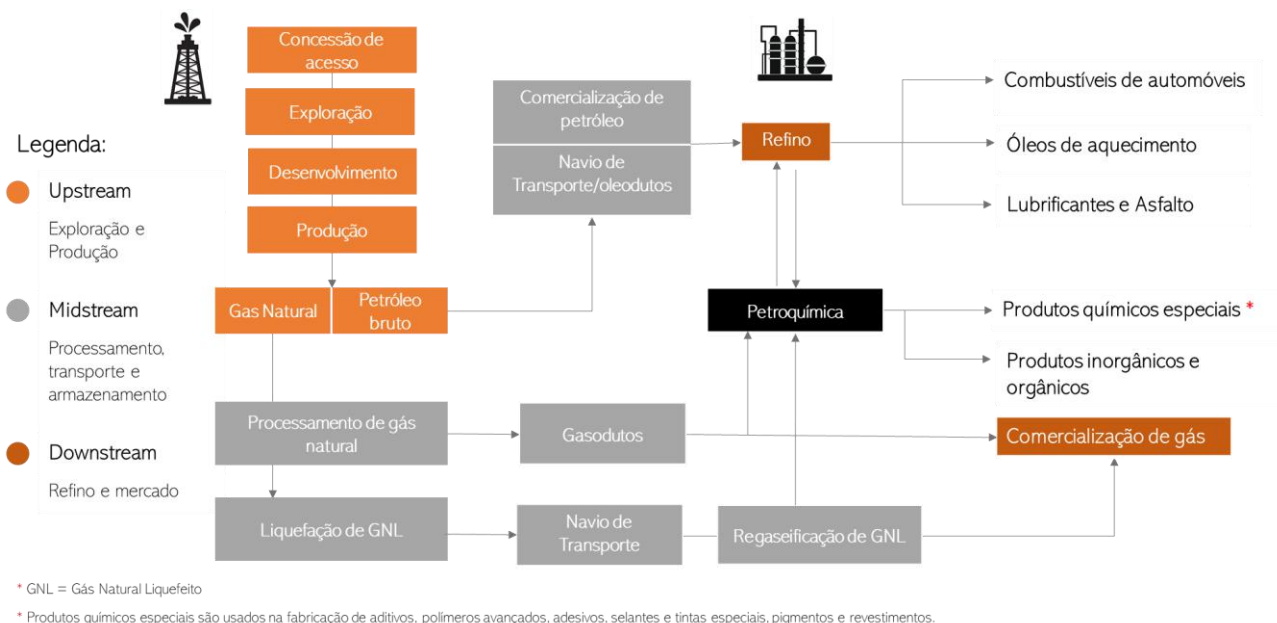 Concessão de
acesso
Exploração
Desenvolvimento
Produção
Gas Natural
Petróleo
bruto
Legenda:
Upstream
Exploração e
Produção
Midstream
Processamento,
transporte e
armazenamento
Downstream
Refino e mercado
Comercialização de
petróleo
Navio de
Transporte/oleodutos
Refino
Combustíveis de automóveis
Óleos de aquecimento
Lubrificantes e Asfalto
Petroquímica
Produtos químicos especiais *
Produtos inorgânicos e
orgânicos
Processamento de gás
natural
Gasodutos
Comercialização de gás
Liquefação de GNL
Navio de
Transporte
Regaseificação de GNL
* GNL = Gás Natural Liquefeito
* Produtos químicos especiais são usados na fabricação de aditivos, polímeros avançados, adesivos, selantes e tintas especiais, pigmentos e revestimentos.